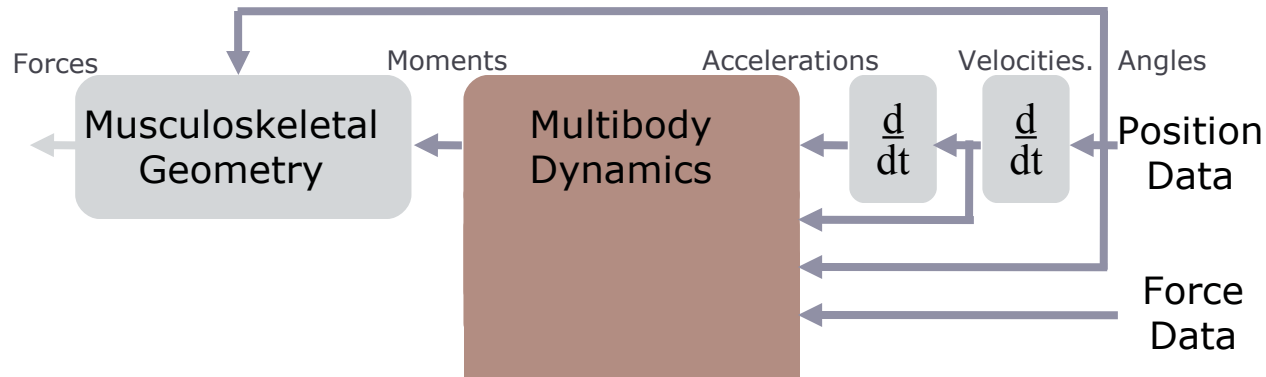 Forces
Moments
Accelerations
Velocities.
Angles
Musculoskeletal
Geometry
Multibody
Dynamics
d
dt
d
dt
Position
Data
Force
Data